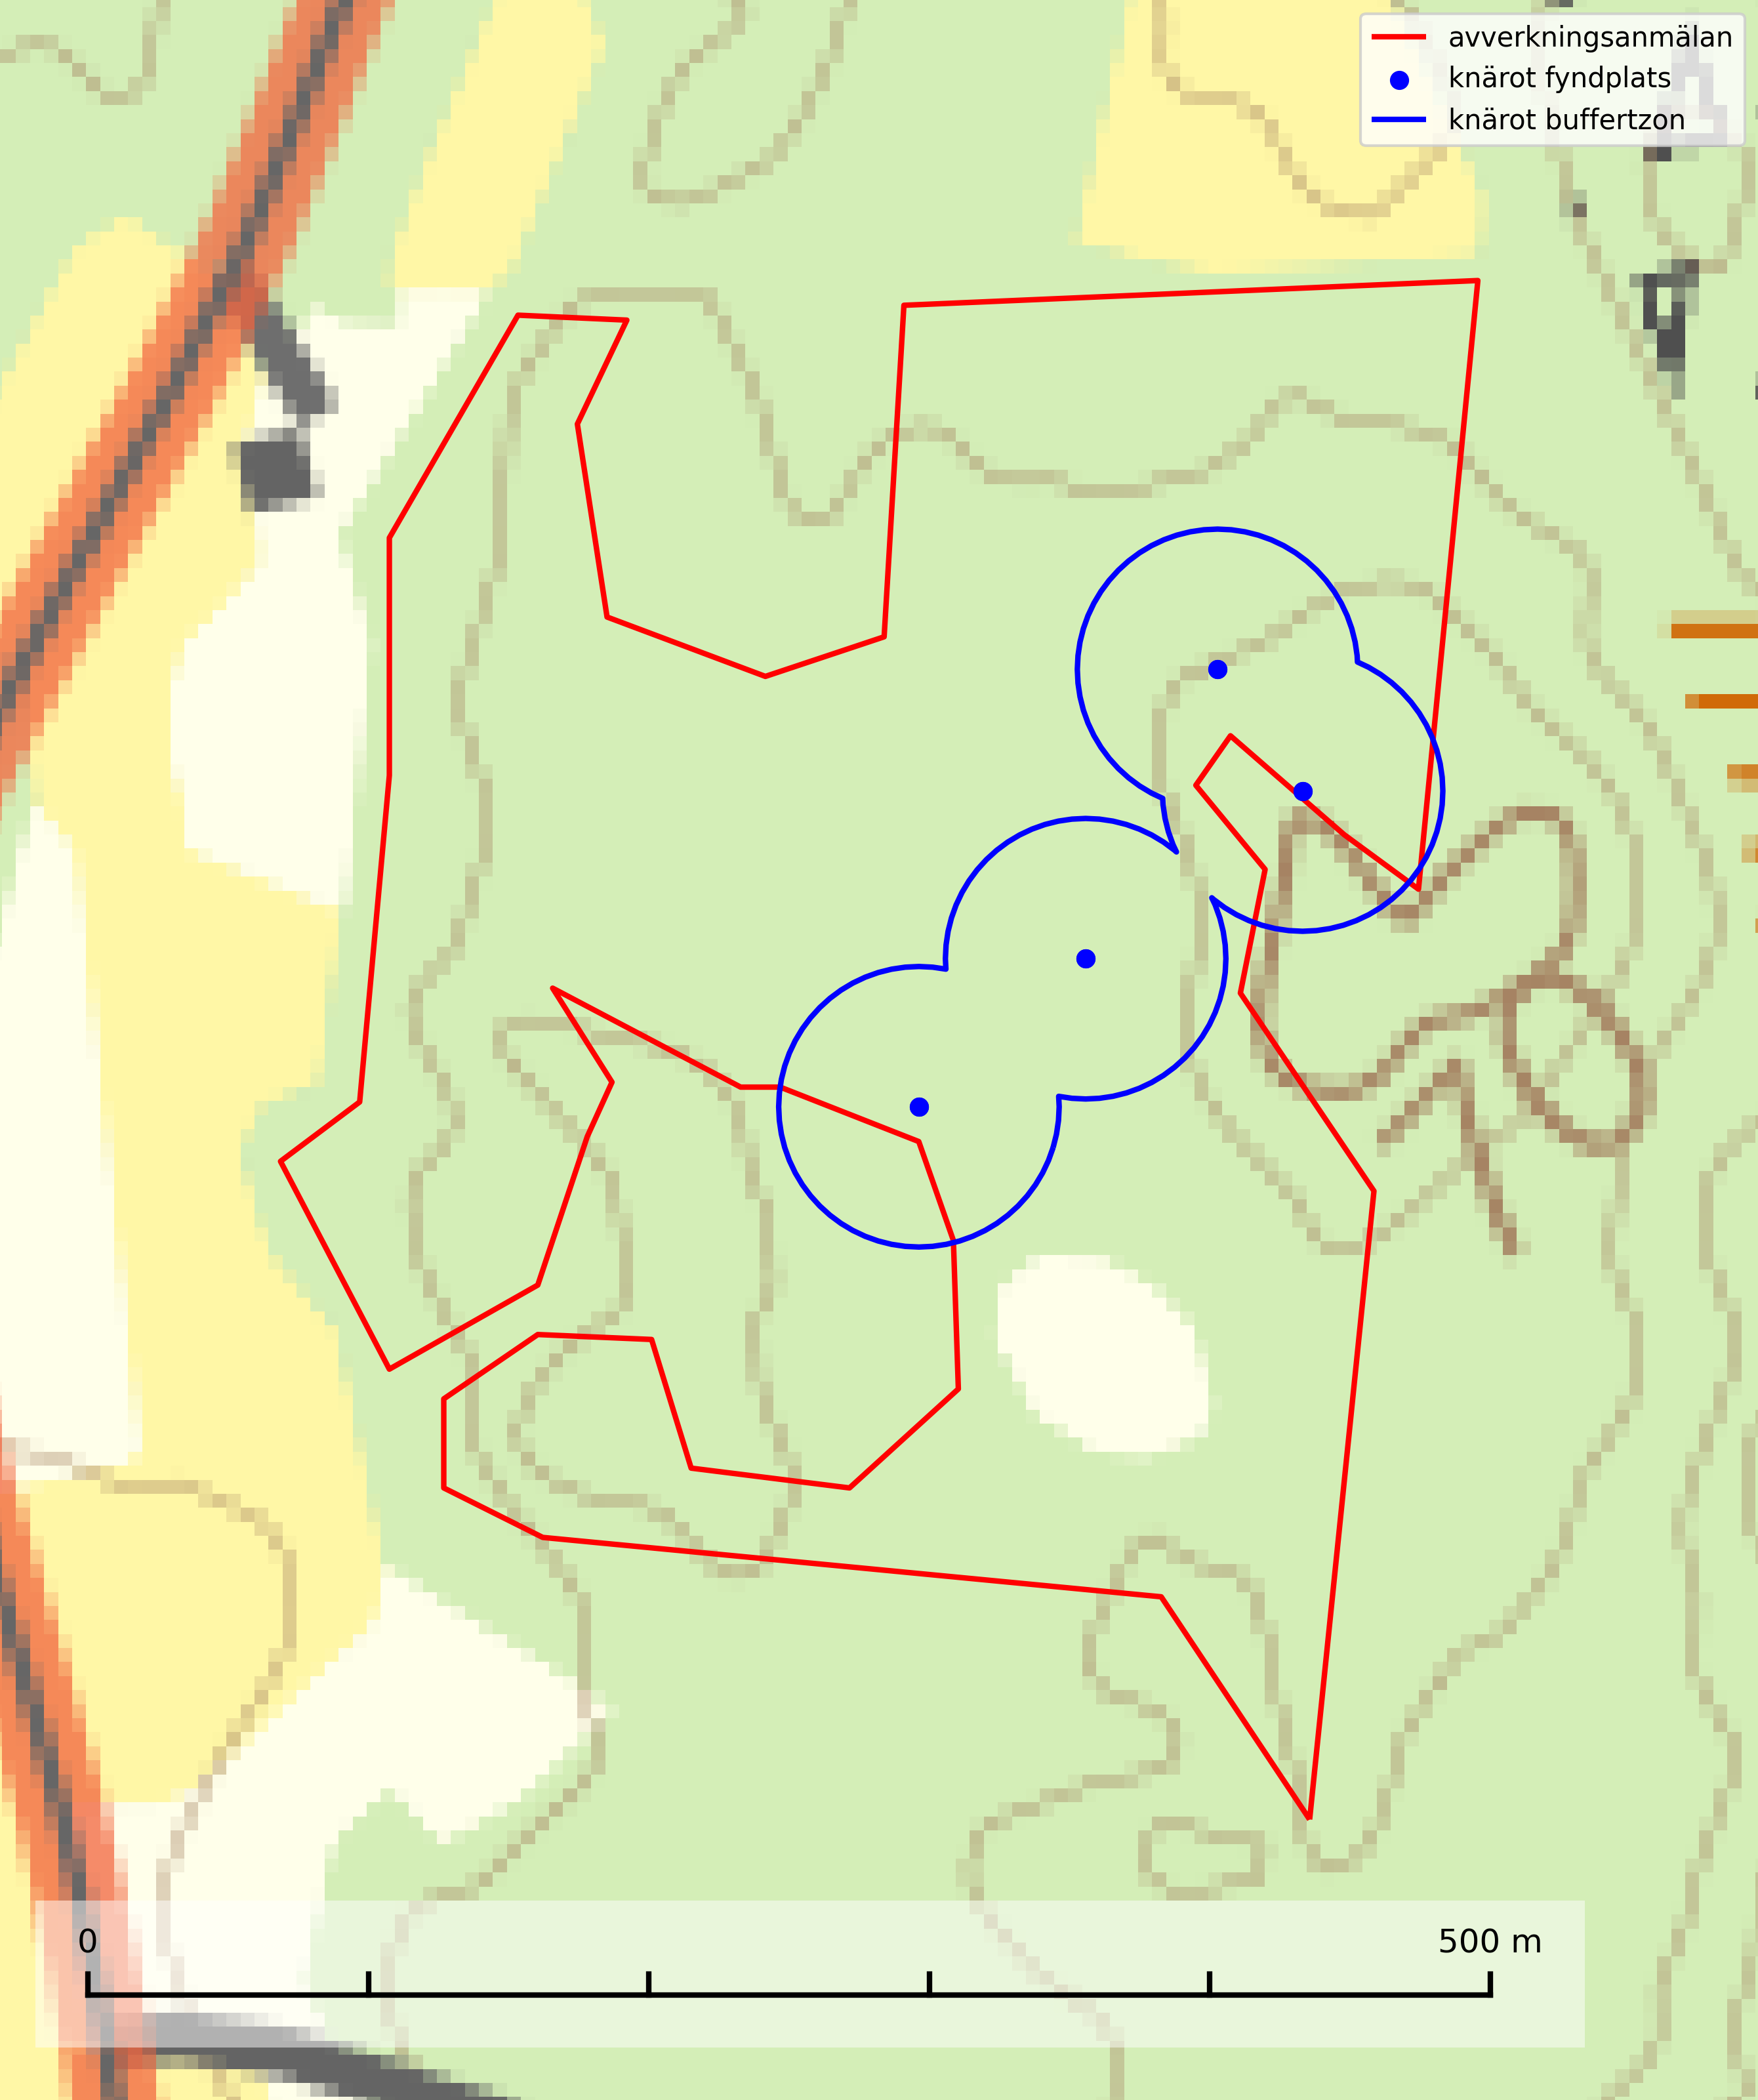 avverkningsanmälan
knärot fyndplats
knärot buffertzon
0 500 m